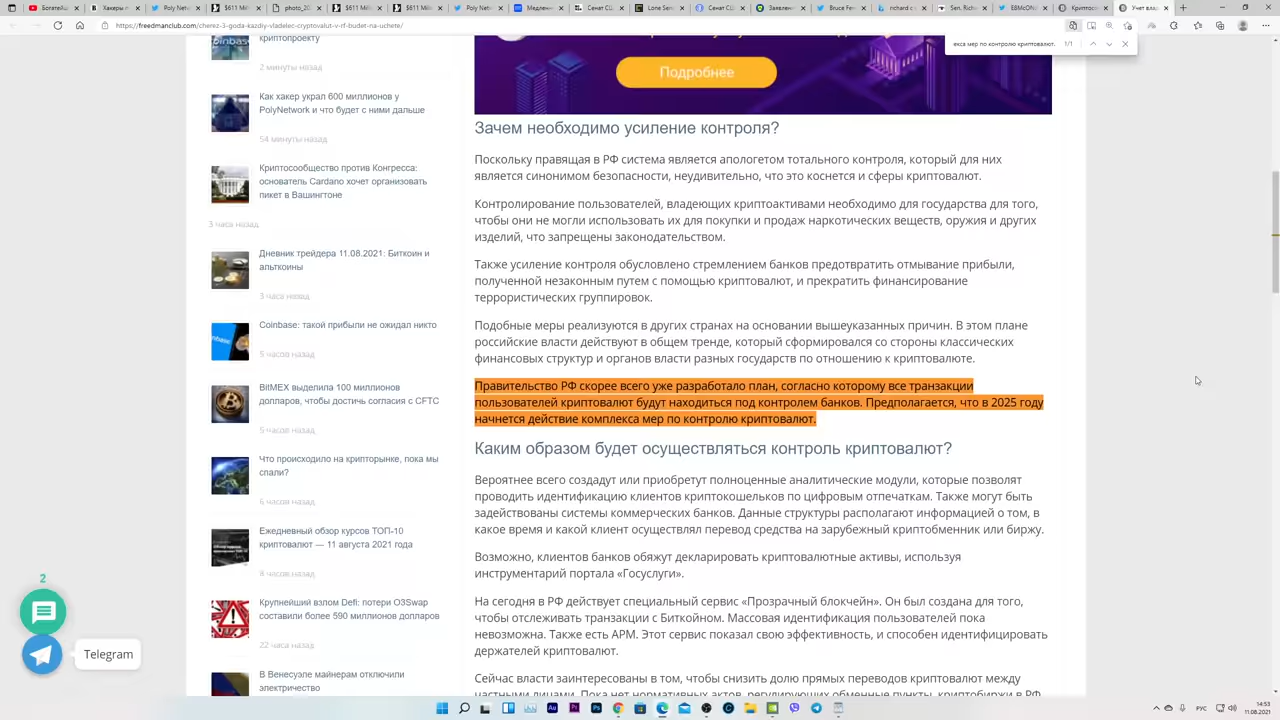 https://freedmanclub.com/cherez-3-goda-kazdiy-vladelec-cryptovalut-v-rf-budet-na-uchete/
екса мер по контролю криптовалют.
1/1
криптопроекту
2 минуты назад
Как хакер украл 600 миллионов у
PolyNetwork и что будет с ними дальше
54 минуты назад
Криптосообщество против Конгресса:
основатель Cardano хочет организовать
пикет в Вашингтоне
3 часа назад
Дневник трейдера 11.08.2021: Биткоин и
альткоины
3 часа назад
Coinbase: такой прибыли не ожидал никто
5 часов назад
BitMEX выделила 100 миллионов
долларов, чтобы достичь согласия с CFTC
5 часов назад
Что происходило на крипторынке, пока мы
спали?
6 часов назад
Ежедневный обзор курсов ТОП-10
криптовалют — 11 августа 2021 года
8 часов назад
Крупнейший взлом Defi: потери O3Swap
составили более 590 миллионов долларов
22 часа назад
В Венесуэле майнерам отключили
электричество
Telegram
Подробнее
Зачем необходимо усиление контроля?
Поскольку правящая в РФ система является апологетом тотального контроля, который для них
является синонимом безопасности, неудивительно, что это коснется и сферы криптовалют.
Контролирование пользователей, владеющих криптоактивами необходимо для государства для того,
чтобы они не могли использовать их для покупки и продаж наркотических веществ, оружия и других
изделий, что запрещены законодательством.
Также усиление контроля обусловлено стремлением банков предотвратить отмывание прибыли,
полученной незаконным путем с помощью криптовалют, и прекратить финансирование
террористических группировок.
Подобные меры реализуются в других странах на основании вышеуказанных причин. В этом плане
российские власти действуют в общем тренде, который сформировался со стороны классических
финансовых структур и органов власти разных государств по отношению к криптовалюте.
Правительство РФ скорее всего уже разработало план, согласно которому все транзакции
пользователей криптовалют будут находиться под контролем банков. Предполагается, что в 2025 году
начнется действие комплекса мер по контролю криптовалют.
Каким образом будет осуществляться контроль криптовалют?
Вероятнее всего создадут или приобретут полноценные аналитические модули, которые позволят
проводить идентификацию клиентов криптокошельков по цифровым отпечаткам. Также могут быть
задействованы системы коммерческих банков. Данные структуры располагают информацией о том, в
какое время и какой клиент осуществлял перевод средства на зарубежный криптообменник или биржу.
Возможно, клиентов банков обяжут декларировать криптовалютные активы, используя
инструментарий портала «Госуслуги».
На сегодня в РФ действует специальный сервис «Прозрачный блокчейн». Он был создана для того,
чтобы отслеживать транзакции с Биткойном. Массовая идентификация пользователей пока
невозможна. Также есть АРМ. Этот сервис показал свою эффективность, и способен идентифицировать
держателей криптовалют.
Сейчас власти заинтересованы в том, чтобы снизить долю прямых переводов криптовалют между
частными лицами. Пока нет нормативных актов, регулирующих обменные пункты, криптобиржи в РФ
14:53
11.08.2021